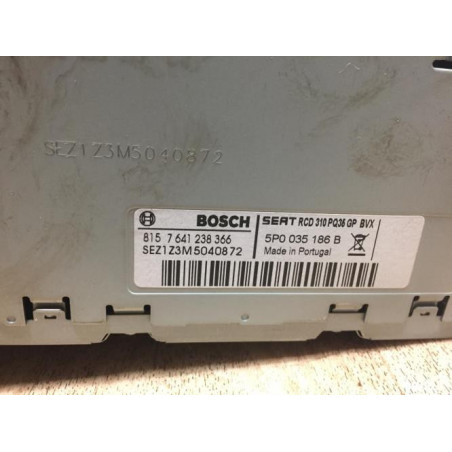 SEZ1Z3M5040872
BOSCH
SEAT RCD 310 PQ36 GP BVX
815 7 641 238 366
5P0 035 186 B
SEZ1Z3M5040872
Made in Portugal